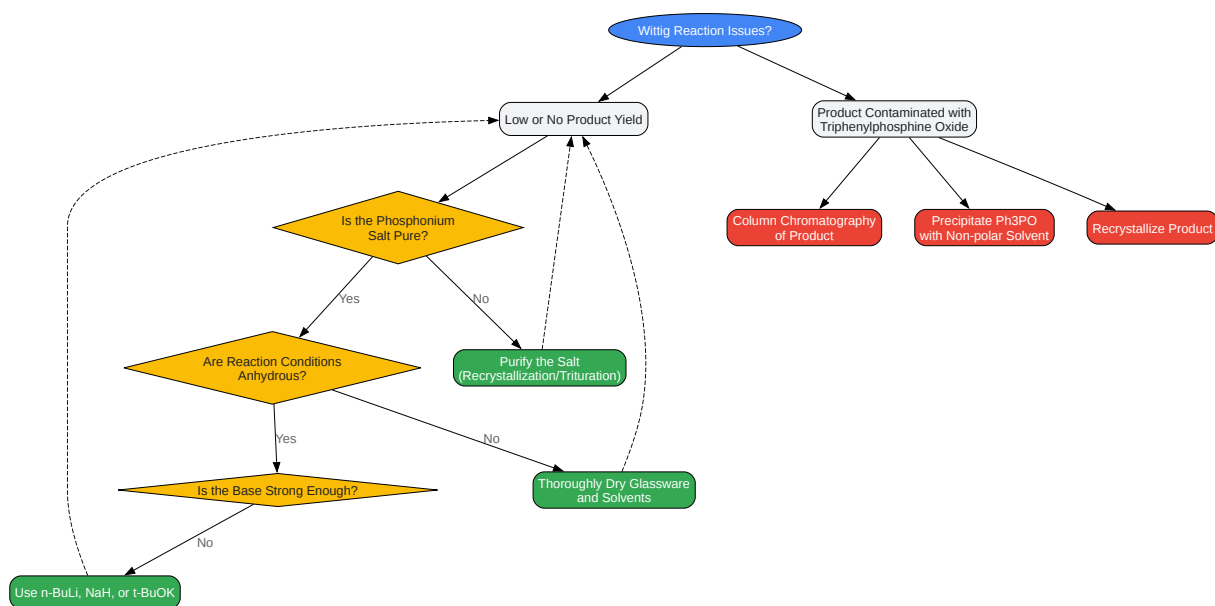 Wittig Reaction Issues?
Low or No Product Yield
Product Contaminated with
Triphenylphosphine Oxide
Is the Phosphonium
Salt Pure?
Column Chromatography
of Product
Precipitate Ph3PO
with Non-polar Solvent
Recrystallize Product
Yes
No
Are Reaction Conditions
Anhydrous?
Purify the Salt
(Recrystallization/Trituration)
Yes
No
Is the Base Strong Enough?
Thoroughly Dry Glassware
and Solvents
No
Use n-BuLi, NaH, or t-BuOK